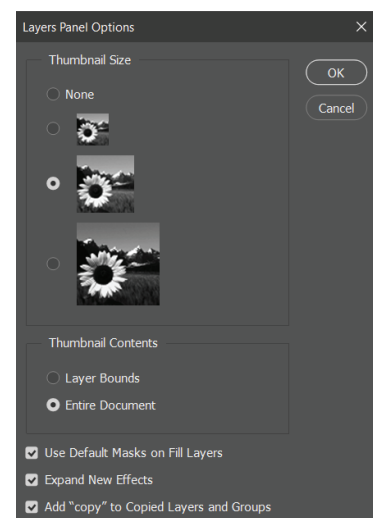 Layers Panel Options
Thumbnail Size
OK
None
Cancel
Thumbnail Contents
Layer Bounds
Entire Document
Use Default Masks on Fill Layers
Expand New Effects
Add “copy” to Copied Layers and Groups